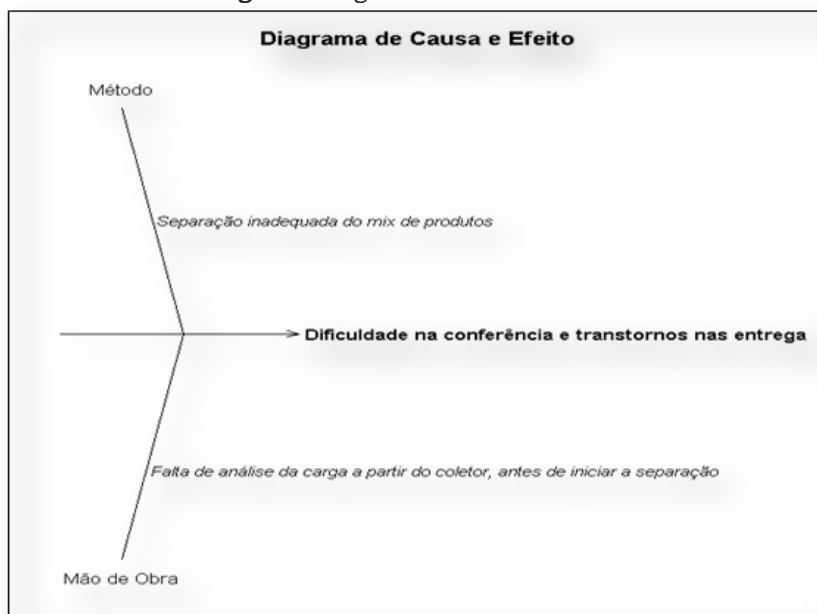 Diagrama de Causa e Efeito
Método
Separação inadequada do mix de produtos
Dificuldade na conferência e transtornos nas entrega
Falta de análise da carga a partir do coletor, antes de iniciar a separação
Mão de Obra